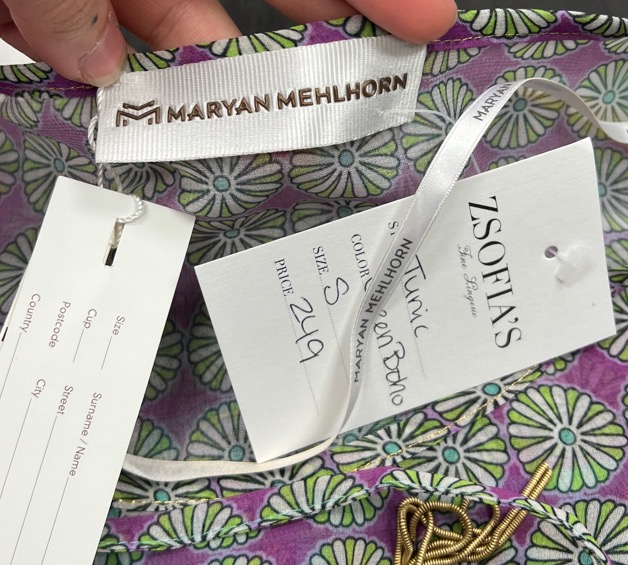 MARYAN MEHLHORN
MARYAN
MARYAN MEHLHORN
ZSOFIA'S
Fine Lingerie
Tunic
COLOR Boho
SIZE S
PRICE 249
Size
Cup
Postcode
Country
Surname / Name
Street
City